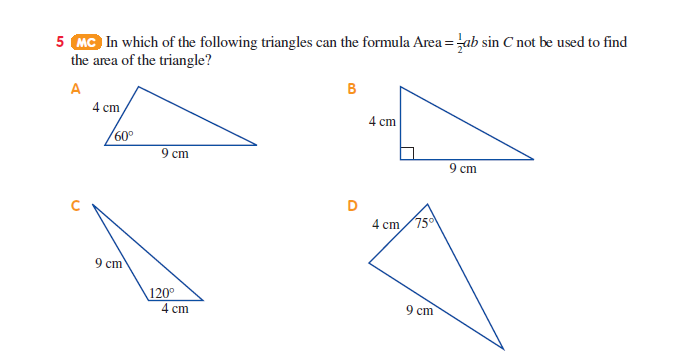 5 MC In which of the following triangles can the formula Area = ½ab sin C not be used to find
the area of the triangle?
A
4 cm
60°
9 cm
B
4 cm
9 cm
C
9 cm
120°
4 cm
D
4 cm
75°
9 cm